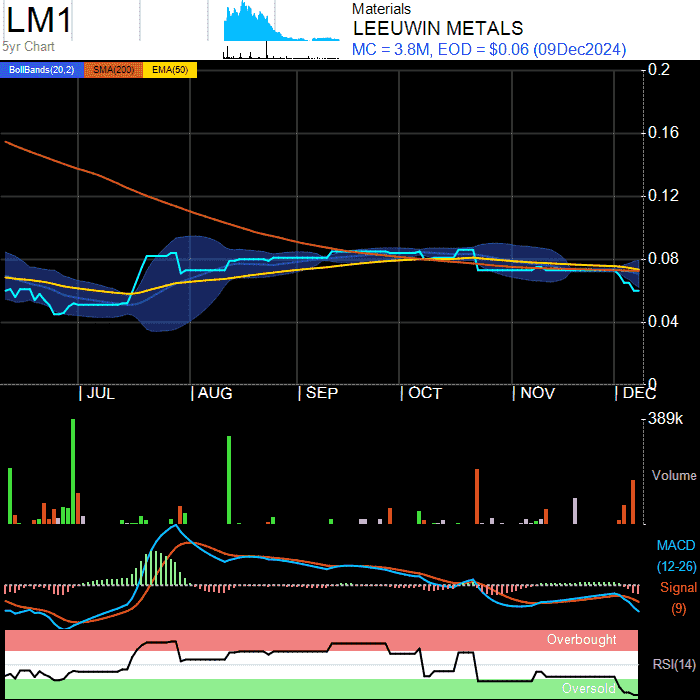 LM1
5yr Chart
Materials
LEEUWIN METALS
MC = 3.8M, EOD = $0.06 (09Dec2024)
BollBands(20,2) SMA(200) EMA(50)
0.2
0.16
0.12
0.08
0.04
0
| JUL | AUG | SEP | OCT | NOV | DEC
389k
Volume
MACD
(12-26)
Signal
(9)
Overbought
RSI(14)
Oversold